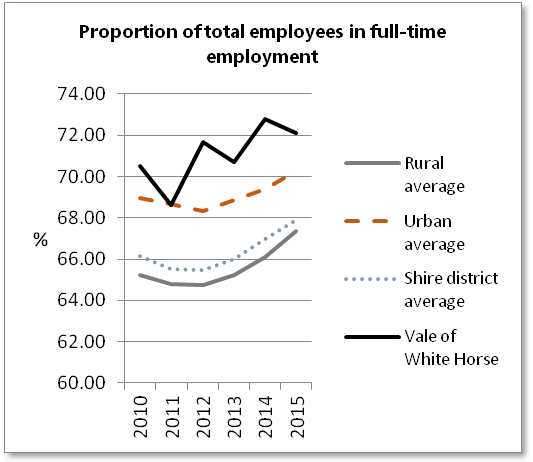 Proportion of total employees in full-time
employment
74.00
72.00
70.00
68.00
66.00
64.00
62.00
60.00
%
2010
2011
2012
2013
2014
2015
Rural
average
Urban
average
Shire district
average
Vale of
White Horse